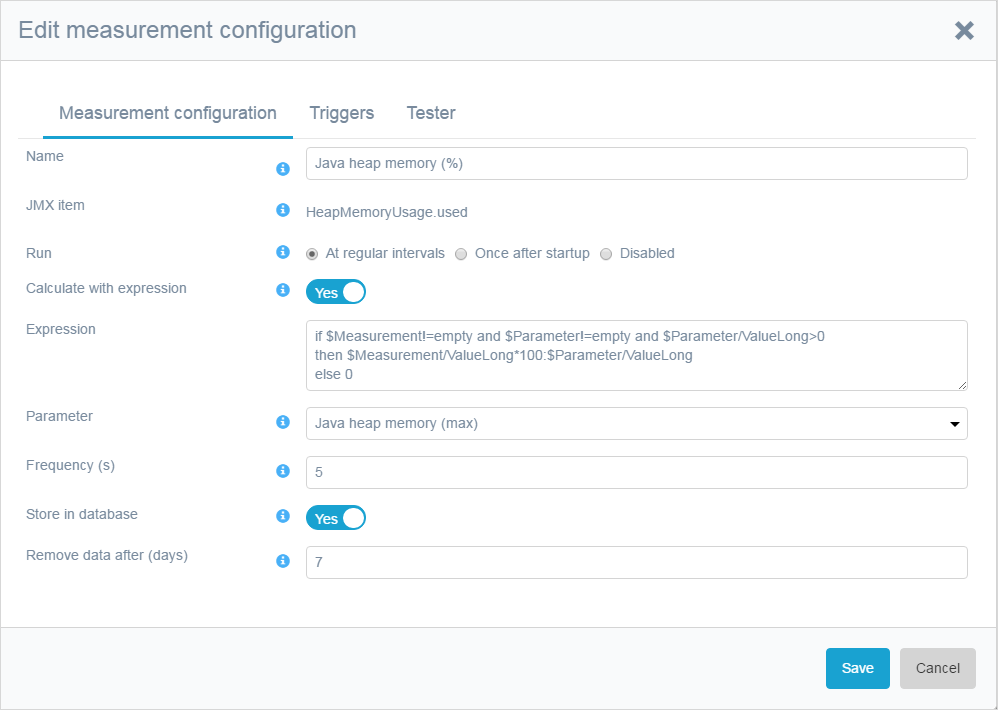 Edit measurement configuration
Measurement configuration Triggers Tester
Name
Java heap memory (%)
JMX item
HeapMemoryUsage.used
Run
At regular intervals Once after startup Disabled
Calculate with expression
Yes
Expression
if $Measurement!=empty and $Parameter!=empty and $Parameter/ValueLong>0
then $Measurement/ValueLong*100:$Parameter/ValueLong
else 0
Parameter
Java heap memory (max)
Frequency (s)
5
Store in database
Yes
Remove data after (days)
7
Save Cancel